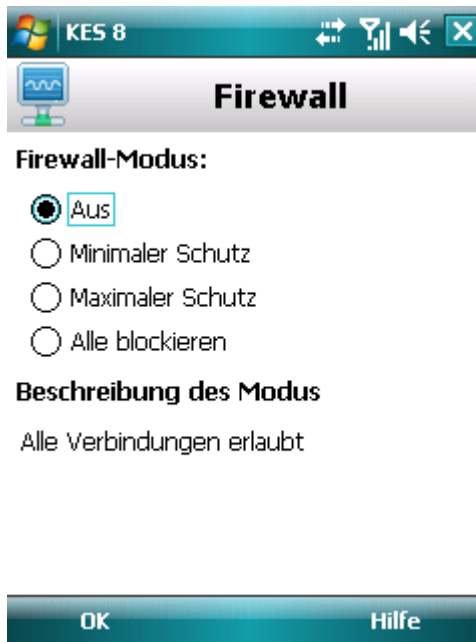 KES 8
Firewall
Firewall-Modus:
Aus
Minimaler Schutz
Maximaler Schutz
Alle blockieren
Beschreibung des Modus
Alle Verbindungen erlaubt
OK
Hilfe